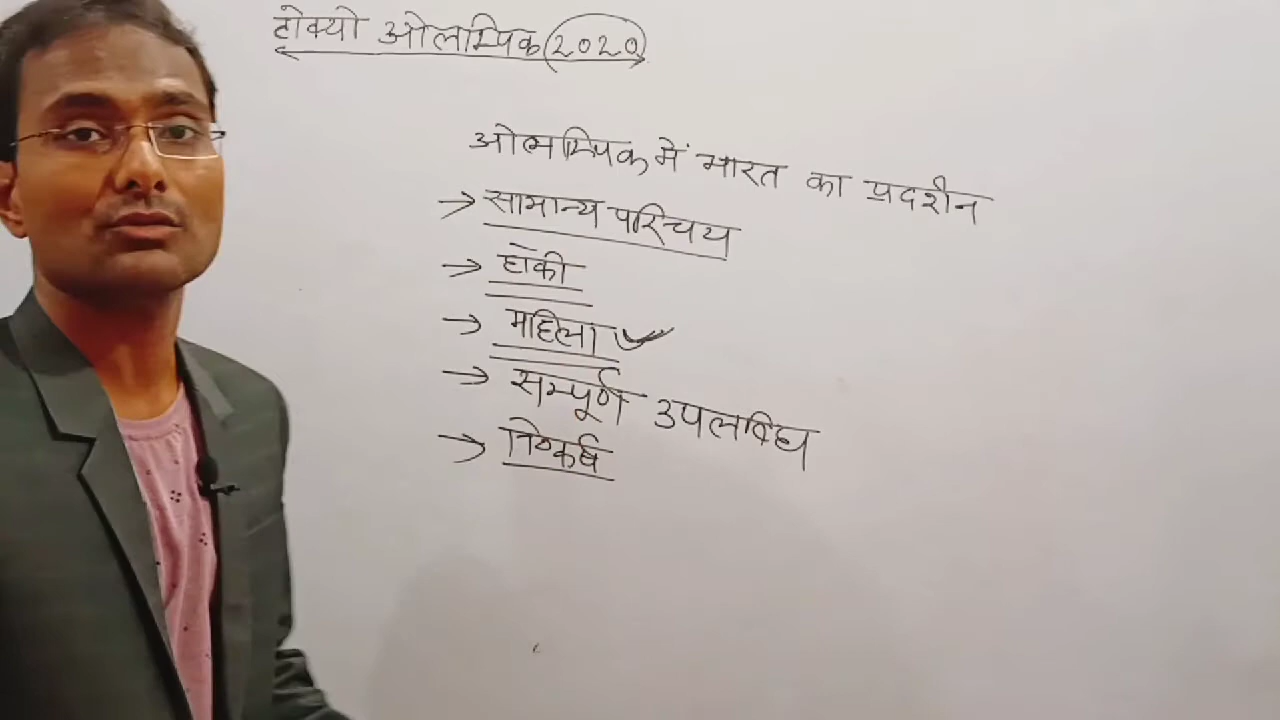 टोक्यो ओलम्पिक (2020)
ओलम्पिक में भारत का प्रदर्शन
→ सामान्य परिचय
→ हॉकी
→ महिला
→ सम्पूर्ण उपलब्धि
→ निष्कर्ष